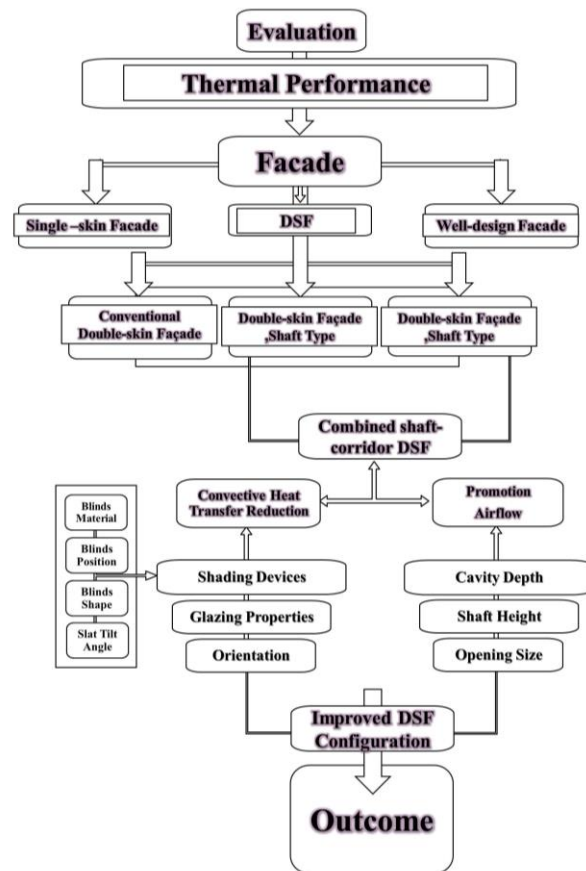 Evaluation
Thermal Performance
Facade
Single –skin Facade
DSF
Well-design Facade
Conventional
Double-skin Façade
Double-skin Façade
,Shaft Type
Double-skin Façade
,Shaft Type
Combined shaft-
corridor DSF
Convective Heat
Transfer Reduction
Promotion
Airflow
Blinds
Material
Blinds
Position
Blinds
Shape
Slat Tilt
Angle
Shading Devices
Glazing Properties
Orientation
Cavity Depth
Shaft Height
Opening Size
Improved DSF
Configuration
Outcome